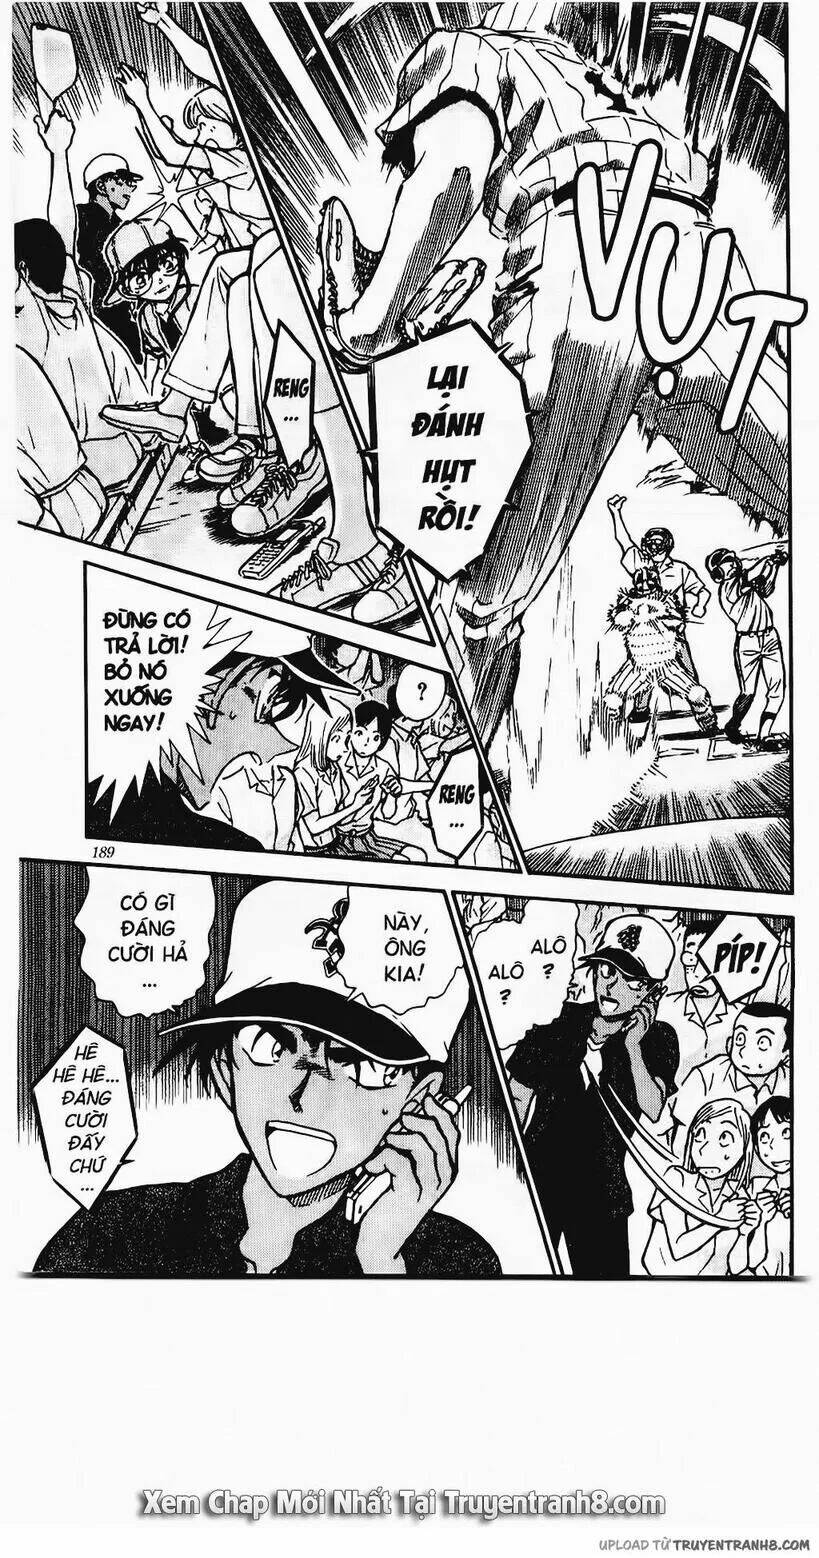 VỤT
LẠI
ĐÁNH
HỤT
RỒI!
RENG
...
ĐỪNG CÓ
TRẢ LỜI!
BỎ NÓ
XUỐNG
NGAY!
?
RENG
...
189
PÍP!
ALÔ
?
ALÔ
?
NÀY,
ÔNG
KIA!
CÓ GÌ
ĐÁNG
CƯỜI HẢ
...
HÊ
HÊ HÊ...
ĐÁNG
CƯỜI
ĐẤY
CHỨ
...
Xem Chap Mới Nhất Tại Truyentranh8.com
UPLOAD TỪ TRUYENTRANH8.COM